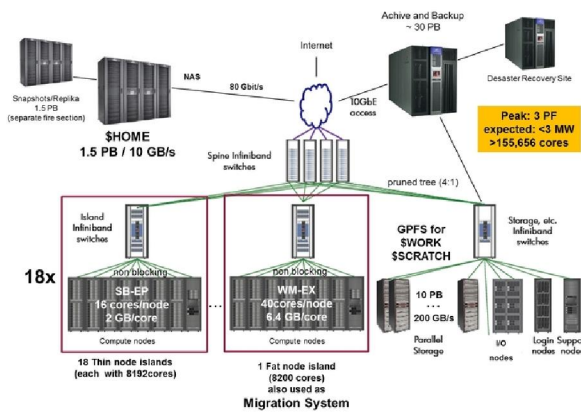 Achive and Backup
~ 30 PB
Internet
Desaster Recovery Site
NAS
80 Gbit/s
10GbE
access
Snapshots/Replika
1.5 PB
(separate fire section)
$HOME
1.5 PB / 10 GB/s
Peak: 3 PF
expected: <3 MW
>155,656 cores
Spine Infiniband
switches
pruned tree (4:1)
Island
Infiniband
switches
Infiniband
switches
GPFS for
$WORK
$SCRATCH
Storage, etc.
Infiniband
switches
18x
non blocking
SB-EP
16 cores/node
2 GB/core
...
non blocking
WM-EX
40cores/node
6.4 GB/core
10 PB
...
200 GB/s
Compute nodes
Compute nodes
Parallel
Storage
I/O
nodes
Login
nodes
Suppo
node
18 Thin node islands
(each with 8192cores)
1 Fat node island
(8200 cores)
also used as
Migration System